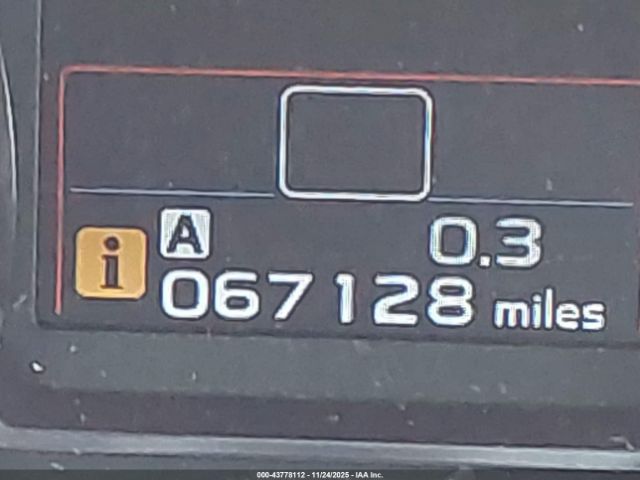 A 0.3
i 067128 miles
000-43778112 - 11/24/2025 - IAA Inc.